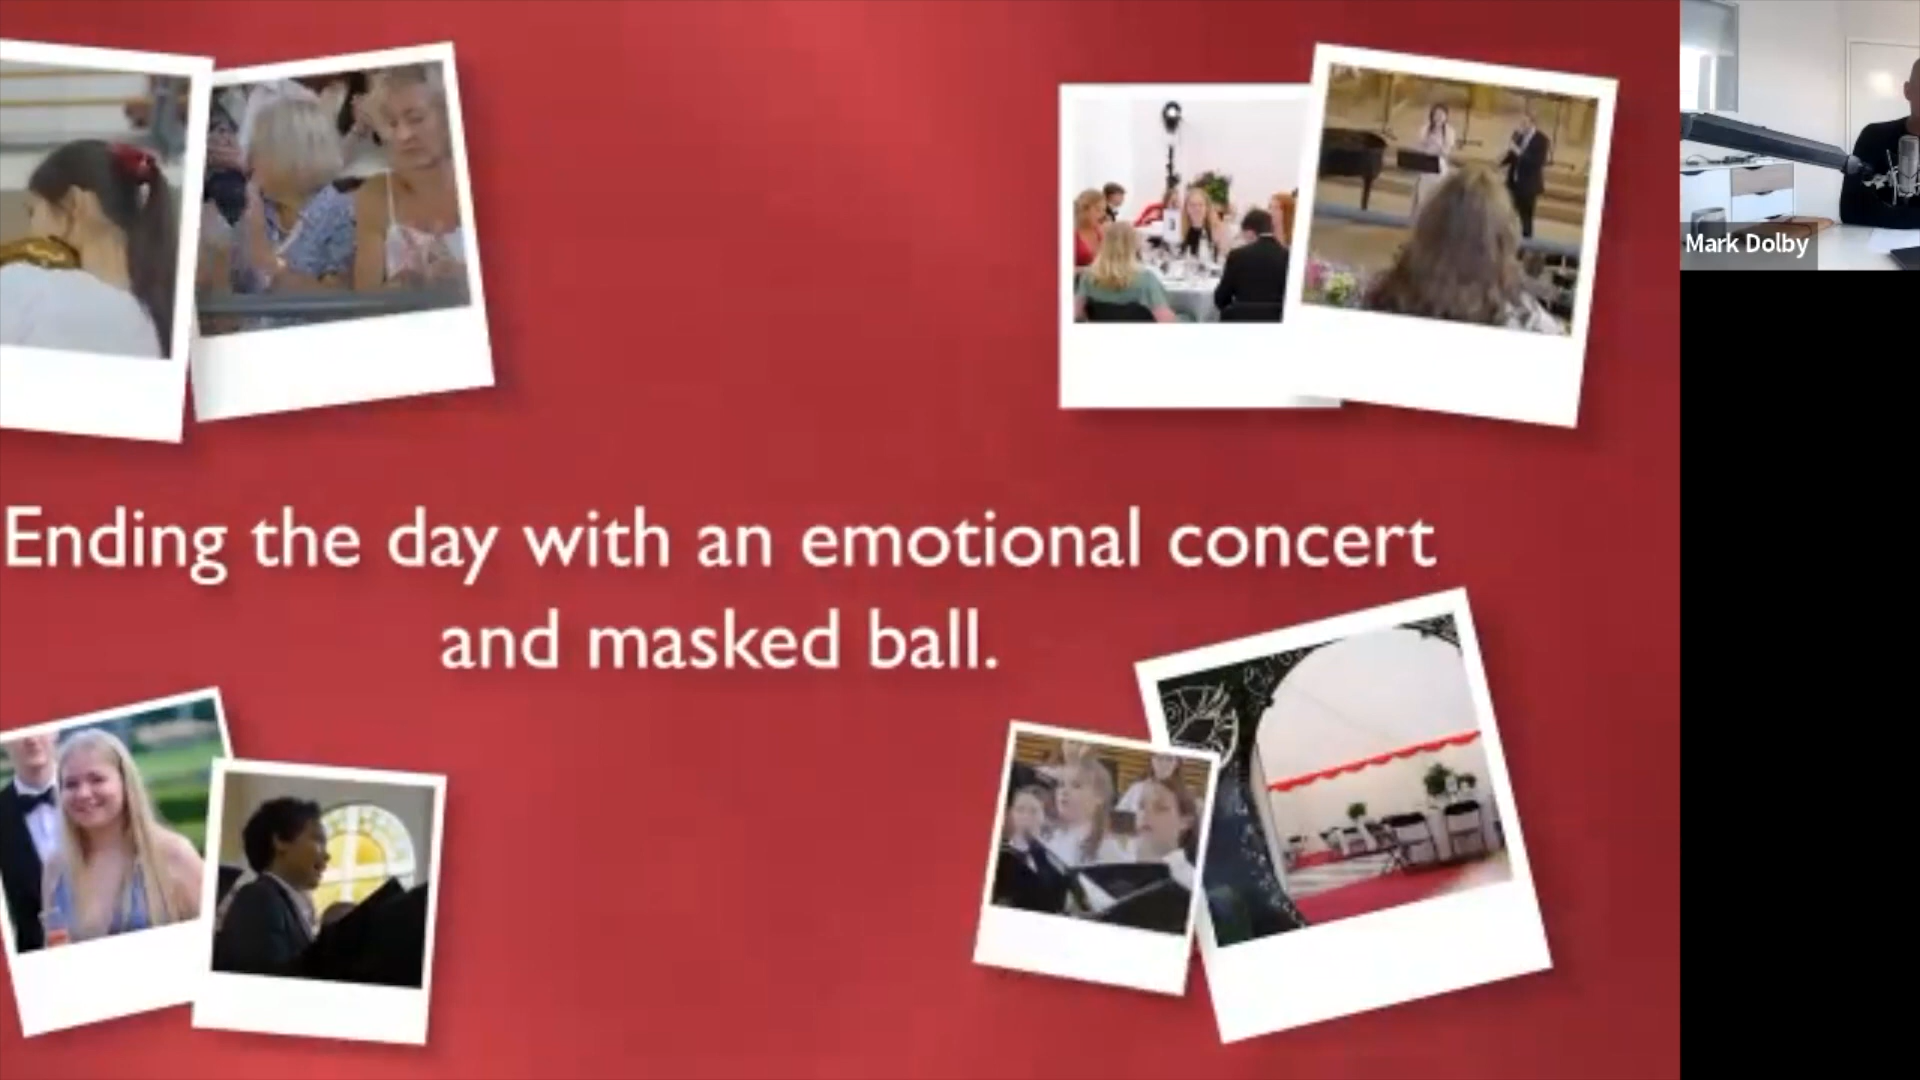 Ending the day with an emotional concert
and masked ball.
Mark Dolby